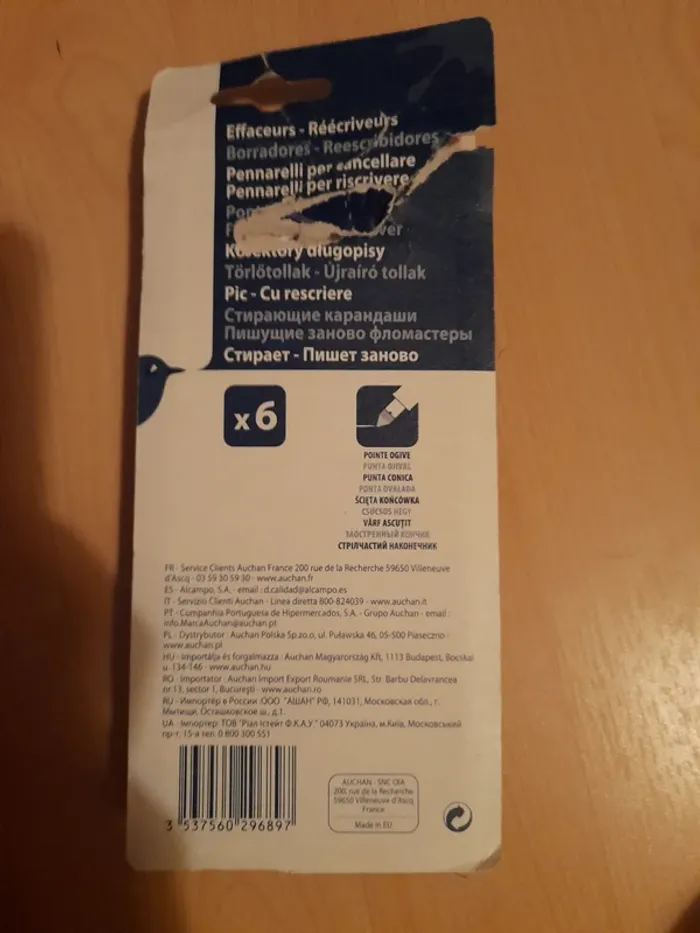 Effaceurs - Réécriveurs
Borradores - Reescribidores
Pennarelli per cancellare
Pennarelli per riscrivere
Korektory długopisy
Törlőtollak - Újraíró tollak
Pic - Cu rescriere
Стирающие карандаши
Пишущие заново фломастеры
Стирает - Пишет заново
x6
POINTE OGIVE
PUNTA OJIVAL
PUNTA CONICA
PONTA OVALADA
ŚCIĘTA KOŃCÓWKA
CSÚCSOS HEGY
VÂRF ASCUȚIT
ЗАОСТРЕННЫЙ КОНЧИК
СТРІЛЧАСТИЙ НАКОНЕЧНИК
FR - Service Clients Auchan France 200 rue de la Recherche 59650 Villeneuve
d'Ascq - 03 59 30 59 30 - www.auchan.fr
ES - Alcampo, S.A. - email : d.calidad@alcampo.es
IT - Servizio Clienti Auchan - Linea diretta 800-824039 - www.auchan.it
PT - Companhia Portuguesa de Hipermercados, S.A. - Grupo Auchan - email :
info.MarcaAuchan@auchan.pt
PL - Dystrybutor : Auchan Polska Sp.zo.o, ul. Puławska 46, 05-500 Piaseczno -
www.auchan.pl
HU - Importálja és forgalmazza : Auchan Magyarország Kft, 1113 Budapest, Bocskai
u. 134-146 - www.auchan.hu
RO - Importator : Auchan Import Export Roumanie SRL, Str. Barbu Delavrancea
nr.13, sector 1, Bucureşti - www.auchan.ro
RU - Импортёр в России :ООО "АШАН" РФ, 141031, Московская обл., г.
Мытищи, Осташковское ш., д.1.
UA - Імпортер: ТОВ "Ріал Істейт Ф.К.А.У." 04073 Україна, м.Київ, Московський
пр-т, 15-а тел. 0 800 300 551
3 537560 296897
AUCHAN - SNC OIA
200, rue de la Recherche
59650 Villeneuve d'Ascq
France
Made in EU